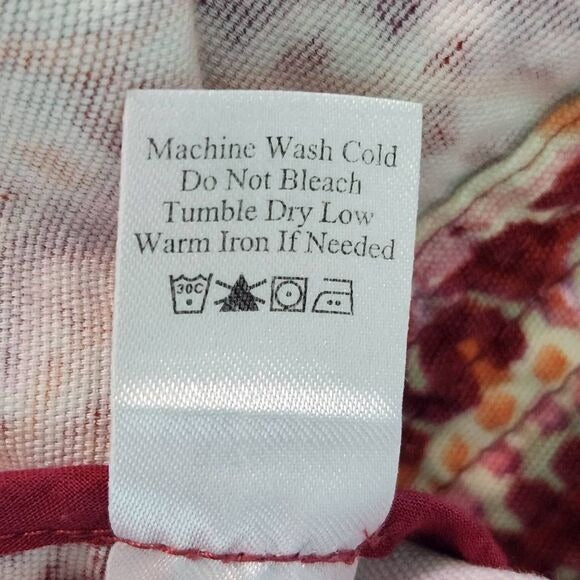 Machine Wash Cold
Do Not Bleach
Tumble Dry Low
Warm Iron If Needed
30C